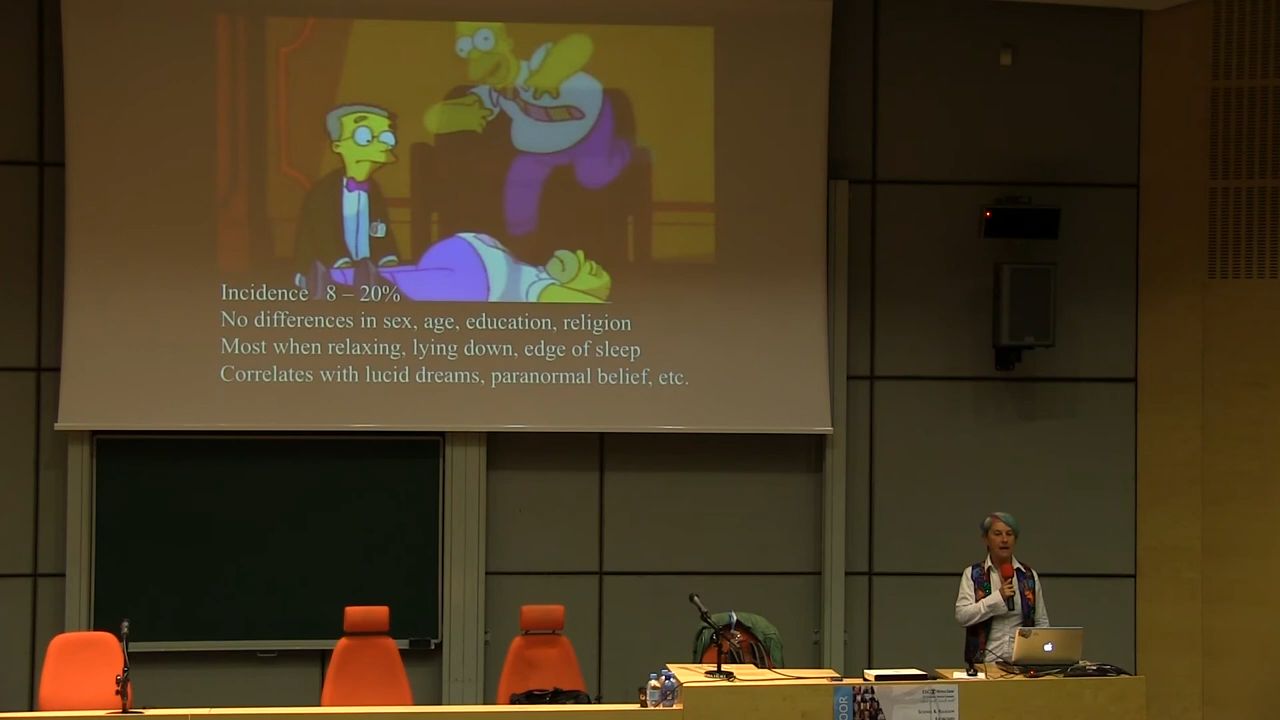 Incidence 8 – 20%
No differences in sex, age, education, religion
Most when relaxing, lying down, edge of sleep
Correlates with lucid dreams, paranormal belief, etc.